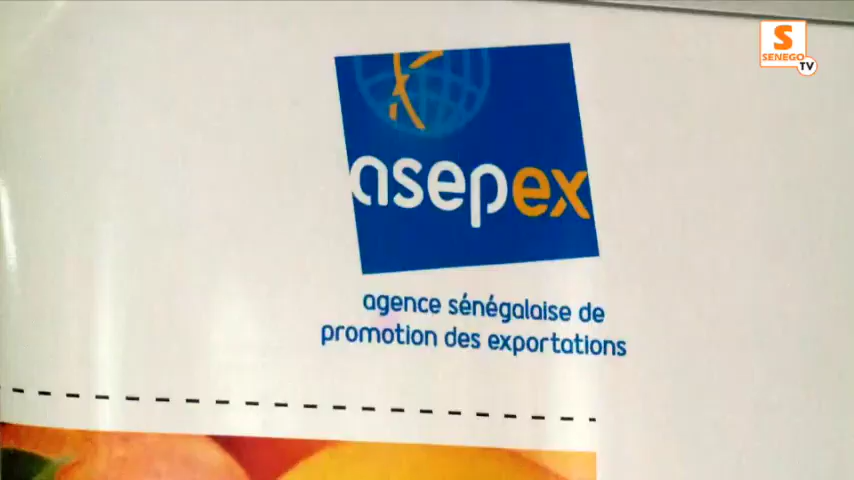 S
SENEGO
TV
asepex
agence sénégalaise de
promotion des exportations